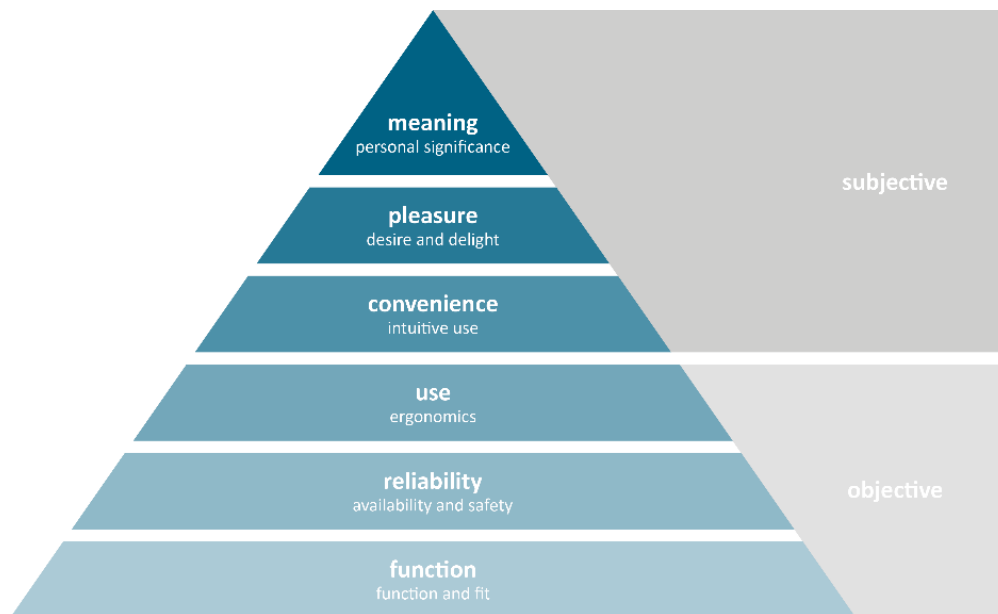 meaning
personal significance
subjective
pleasure
desire and delight
convenience
intuitive use
use
ergonomics
reliability
availability and safety
objective
function
function and fit